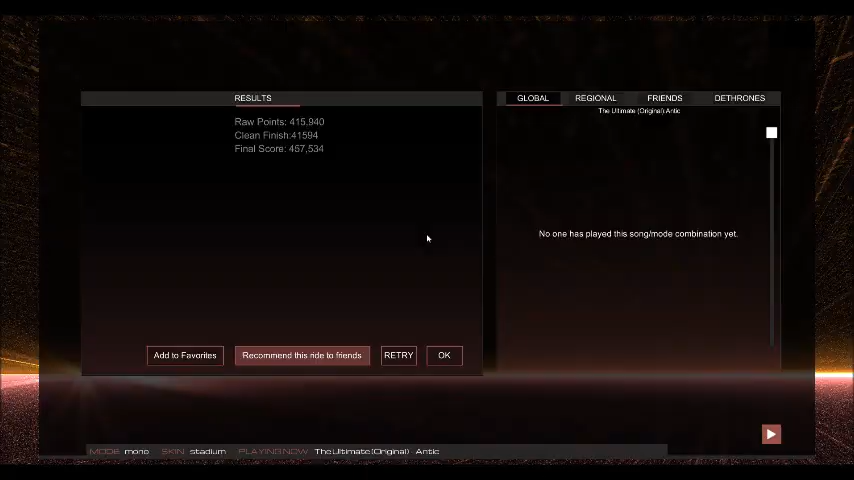 RESULTS
Raw Points: 415,940
Clean Finish:41594
Final Score: 457,534
Add to Favorites
Recommend this ride to friends
RETRY
OK
GLOBAL
REGIONAL
FRIENDS
DETHRONES
The Ultimate (Original) Antic
No one has played this song/mode combination yet.
MODE mono SKIN stadium PLAYING NOW The Ultimate (Original) Antic